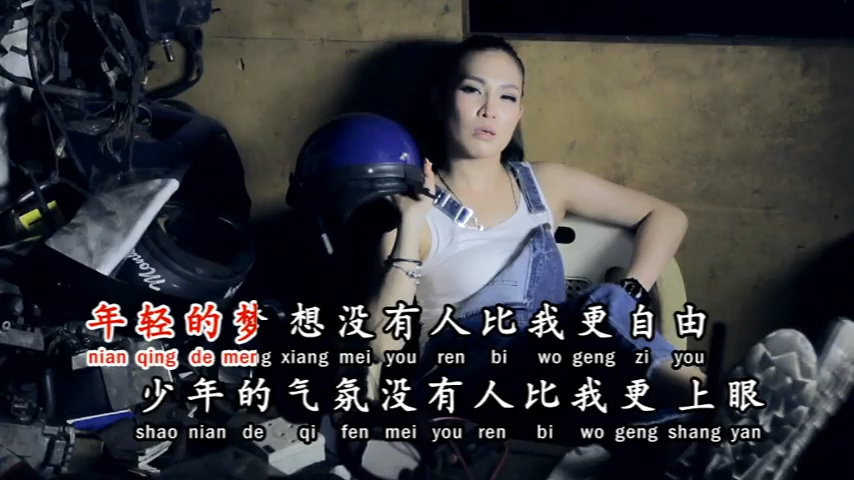 年轻的梦想没有人比我更自由
nian qing de meng xiang mei you ren bi wo geng zi you
少年的气氛没有人比我更上眼
shao nian de qi fen mei you ren bi wo geng shang yan